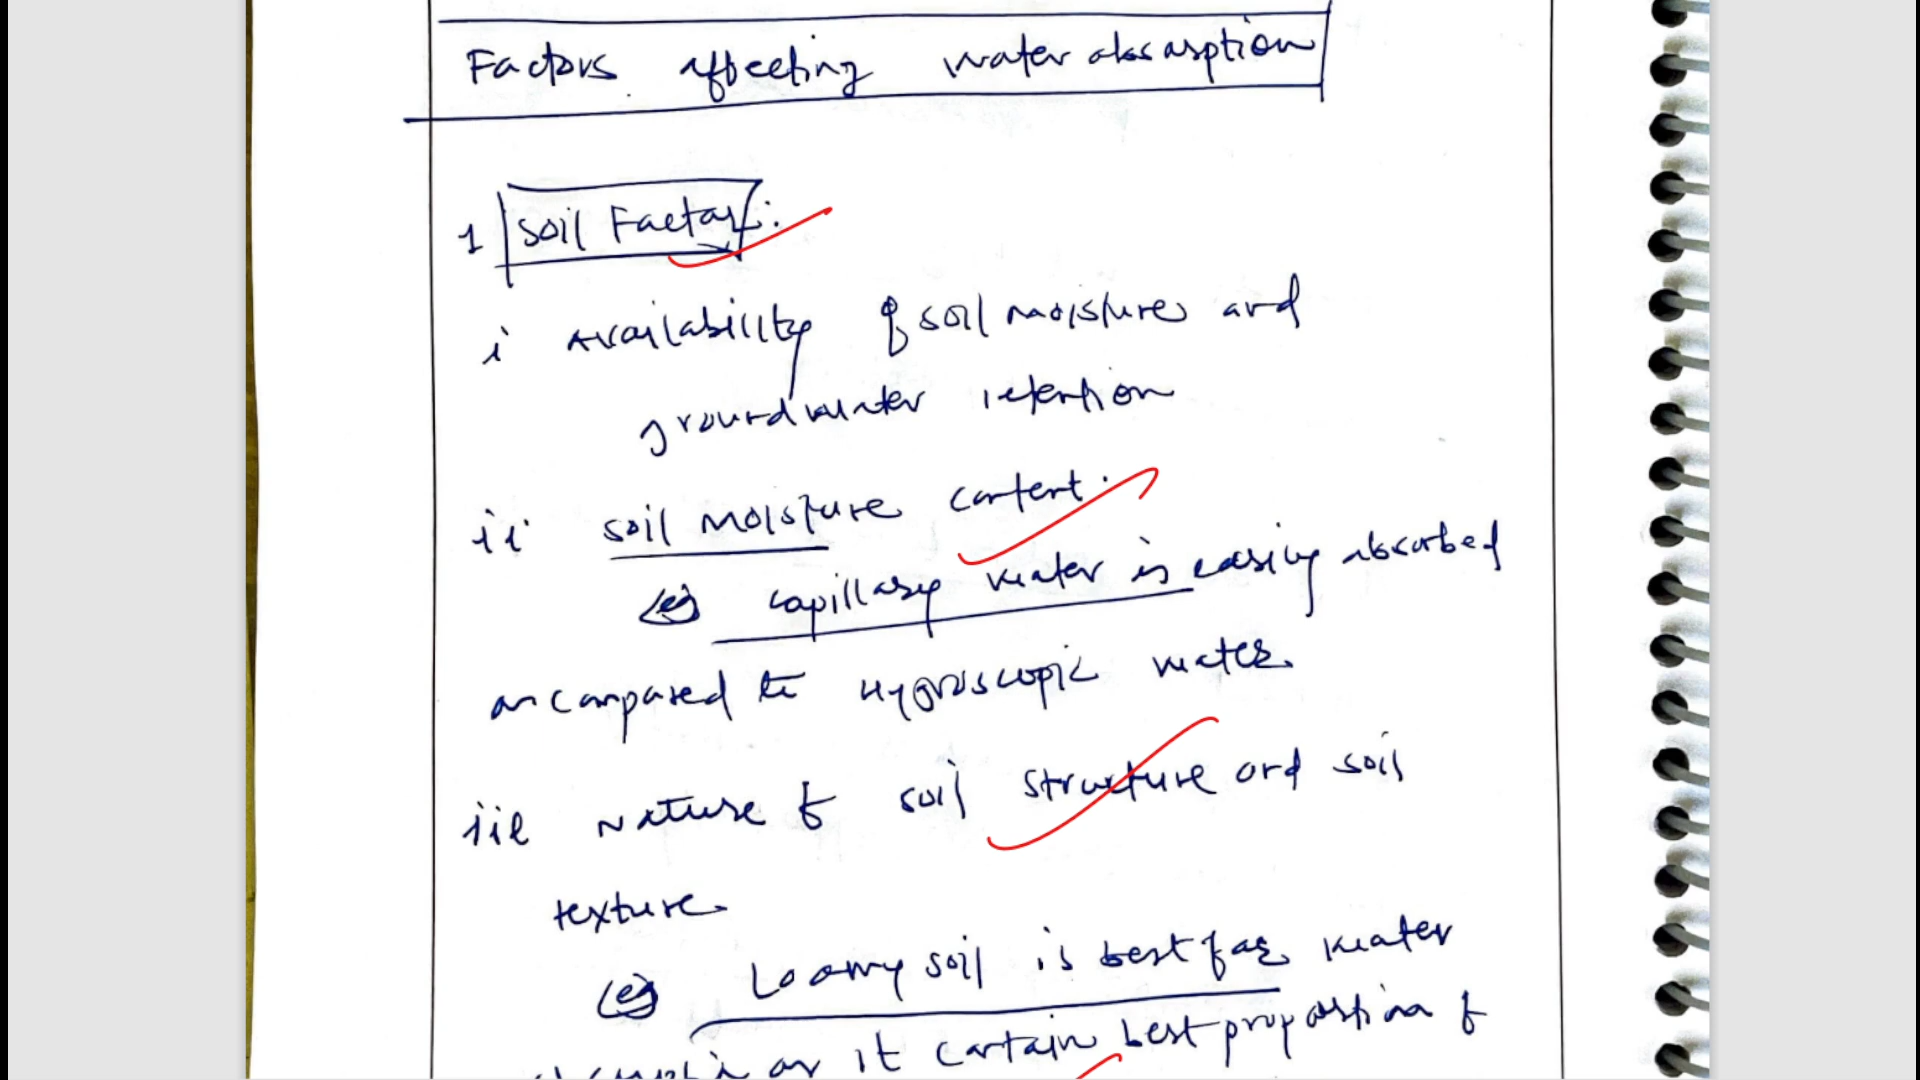 Factors affecting water absorption
1 Soil Factor:
i Availability of soil moisture and
groundwater retention
ii soil moisture content.
(eg) capillary water is easily absorbed
as compared to Hygroscopic water.
iii Nature of soil structure and soil
texture.
(eg) Loamy soil is best for water
as it contain best proportion of